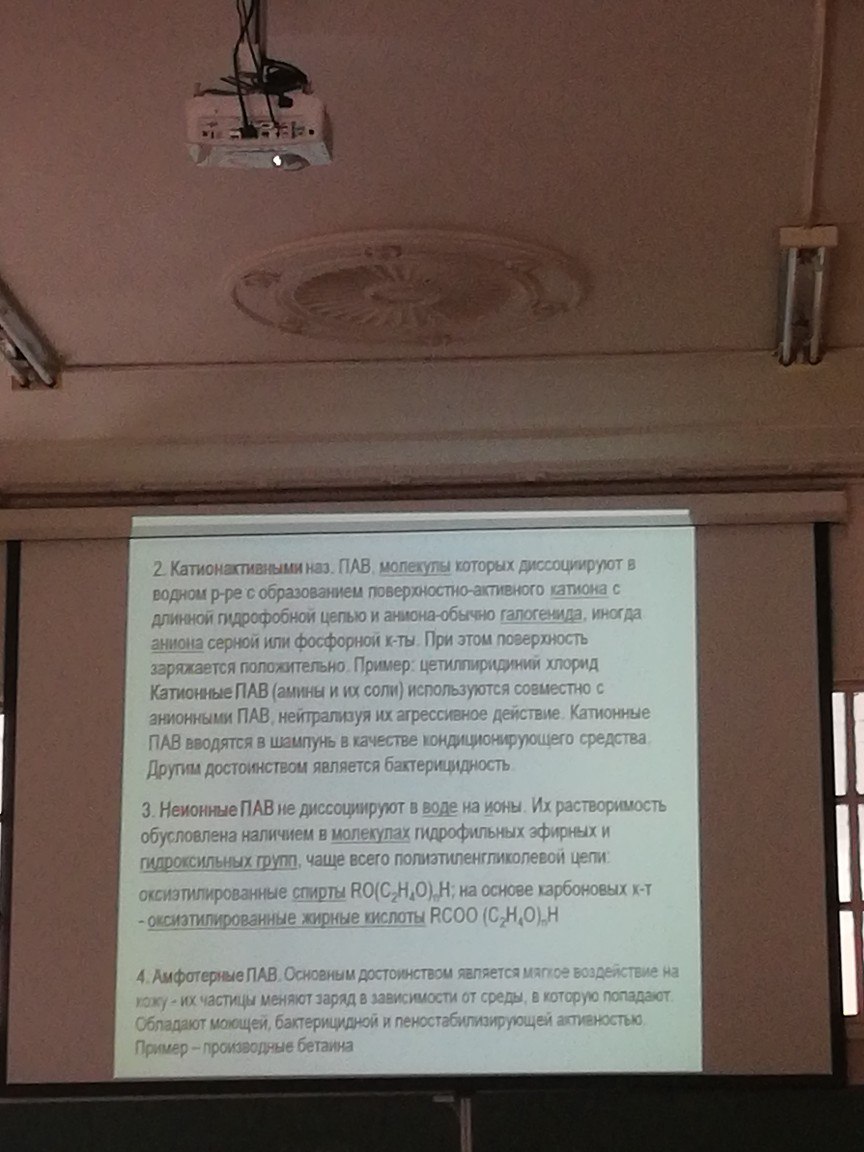 2. Катионактивными наз. ПАВ, молекулы которых диссоциируют в
водном р-ре с образованием поверхностно-активного катиона с
длинной гидрофобной цепью и аниона-обычно галогенида, иногда
аниона серной или фосфорной к-ты. При этом поверхность
заряжается положительно. Пример: цетилпиридиний хлорид
Катионные ПАВ (амины и их соли) используются совместно с
анионными ПАВ, нейтрализуя их агрессивное действие. Катионные
ПАВ вводятся в шампунь в качестве кондиционирующего средства.
Другим достоинством является бактерицидность.
3. Неионные ПАВ не диссоциируют в воде на ионы. Их растворимость
обусловлена наличием в молекулах гидрофильных эфирных и
гидроксильных групп, чаще всего полиэтиленгликолевой цепи:
оксиэтилированные спирты RO(C₂H₄O)ₙH; на основе карбоновых к-т
- оксиэтилированные жирные кислоты RCOO (C₂H₄O)ₙH
4. Амфотерные ПАВ. Основным достоинством является мягкое воздействие на
кожу - их частицы меняют заряд в зависимости от среды, в которую попадают.
Обладают моющей, бактерицидной и пеностабилизирующей активностью.
Пример – производные бетаина